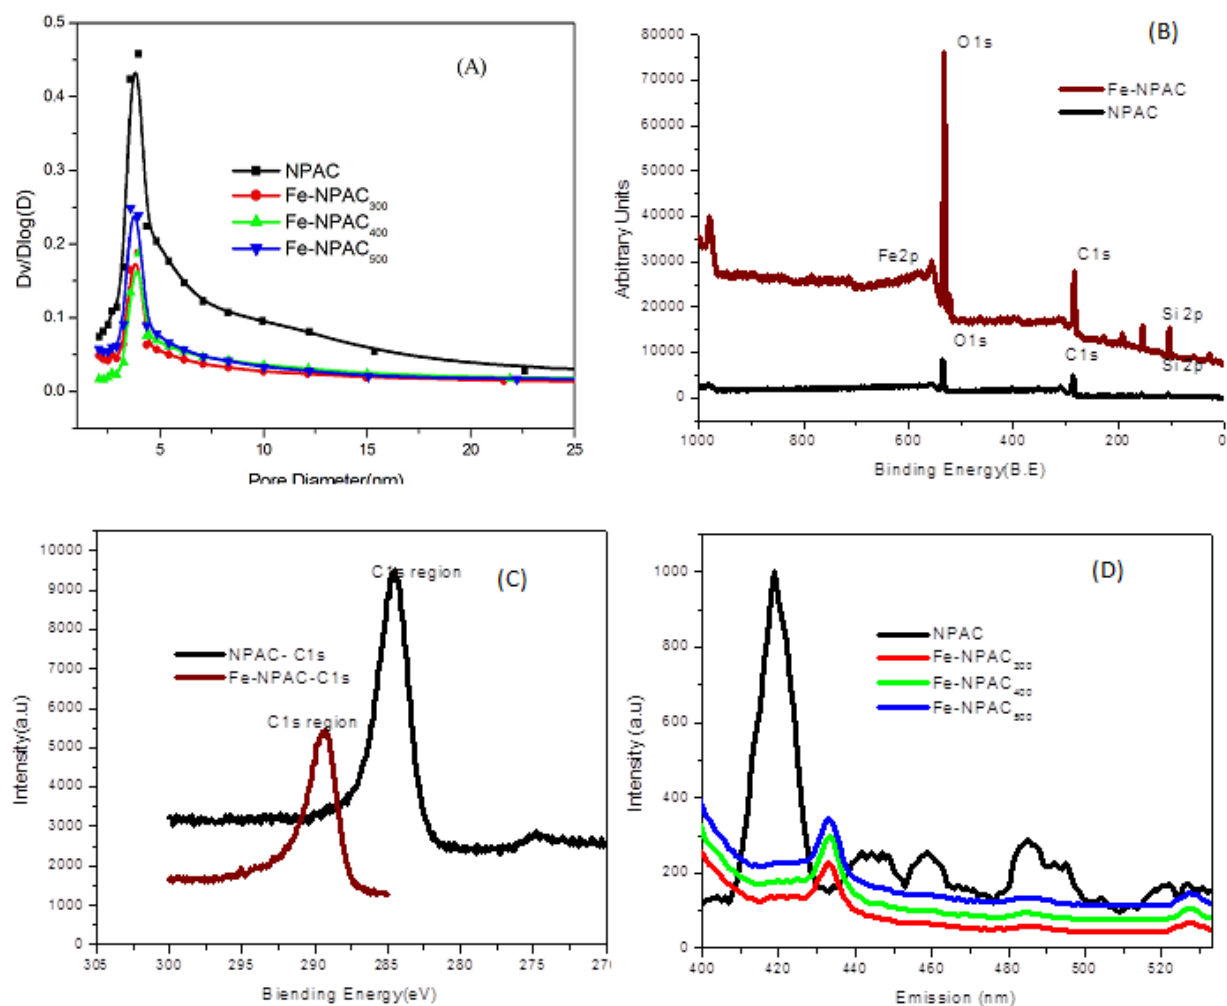 0.5
0.4
0.3
0.2
0.1
0.0
Dv/Dlog(D)
(A)
NPAC
Fe-NPAC300
Fe-NPAC400
Fe-NPAC500
5
10
15
20
25
Pore Diameter(nm)
80000
70000
60000
50000
40000
30000
20000
10000
0
Arbitrary Units
(B)
O1s
Fe-NPAC
NPAC
Fe2p
C1s
Si 2p
O1s
C1s
Si 2p
1000
800
600
400
200
0
Binding Energy(B.E)
10000
9000
8000
7000
6000
5000
4000
3000
2000
1000
0
Intensity(a.u)
C1s region
(C)
NPAC- C1s
Fe-NPAC-C1s
C1s region
305
300
295
290
285
280
275
270
Biending Energy(eV)
1000
800
600
400
200
0
Intensity (a.u)
(D)
NPAC
Fe-NPAC300
Fe-NPAC400
Fe-NPAC500
400
420
440
460
480
500
520
Emission (nm)